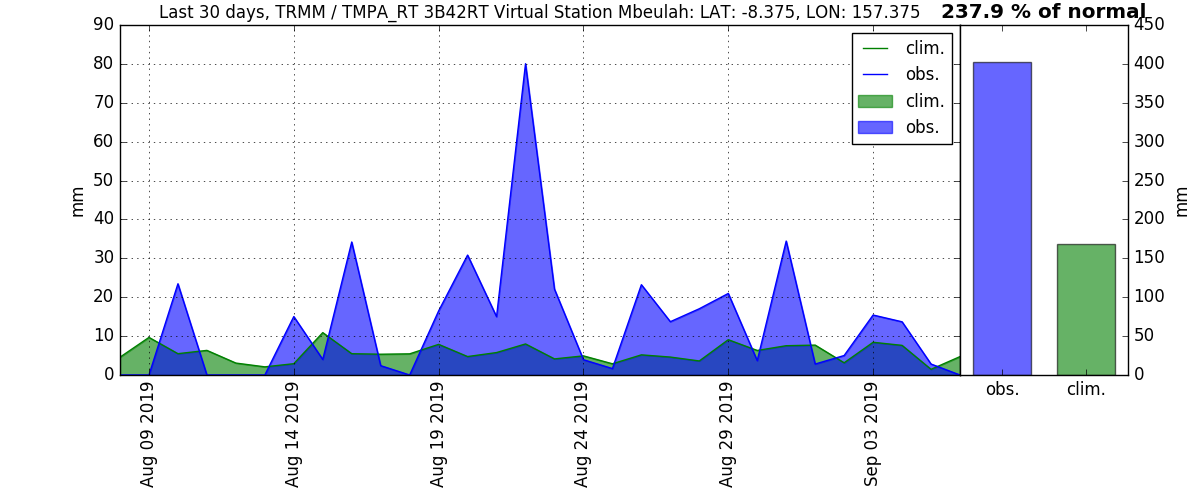 Last 30 days, TRMM / TMPA_RT 3B42RT Virtual Station Mbeulah: LAT: -8.375, LON: 157.375
237.9 % of normal
90
80
70
60
50
40
30
20
10
0
mm
clim.
obs.
clim.
obs.
Aug 09 2019
Aug 14 2019
Aug 19 2019
Aug 24 2019
Aug 29 2019
Sep 03 2019
450
400
350
300
250
200
150
100
50
0
mm
obs.
clim.